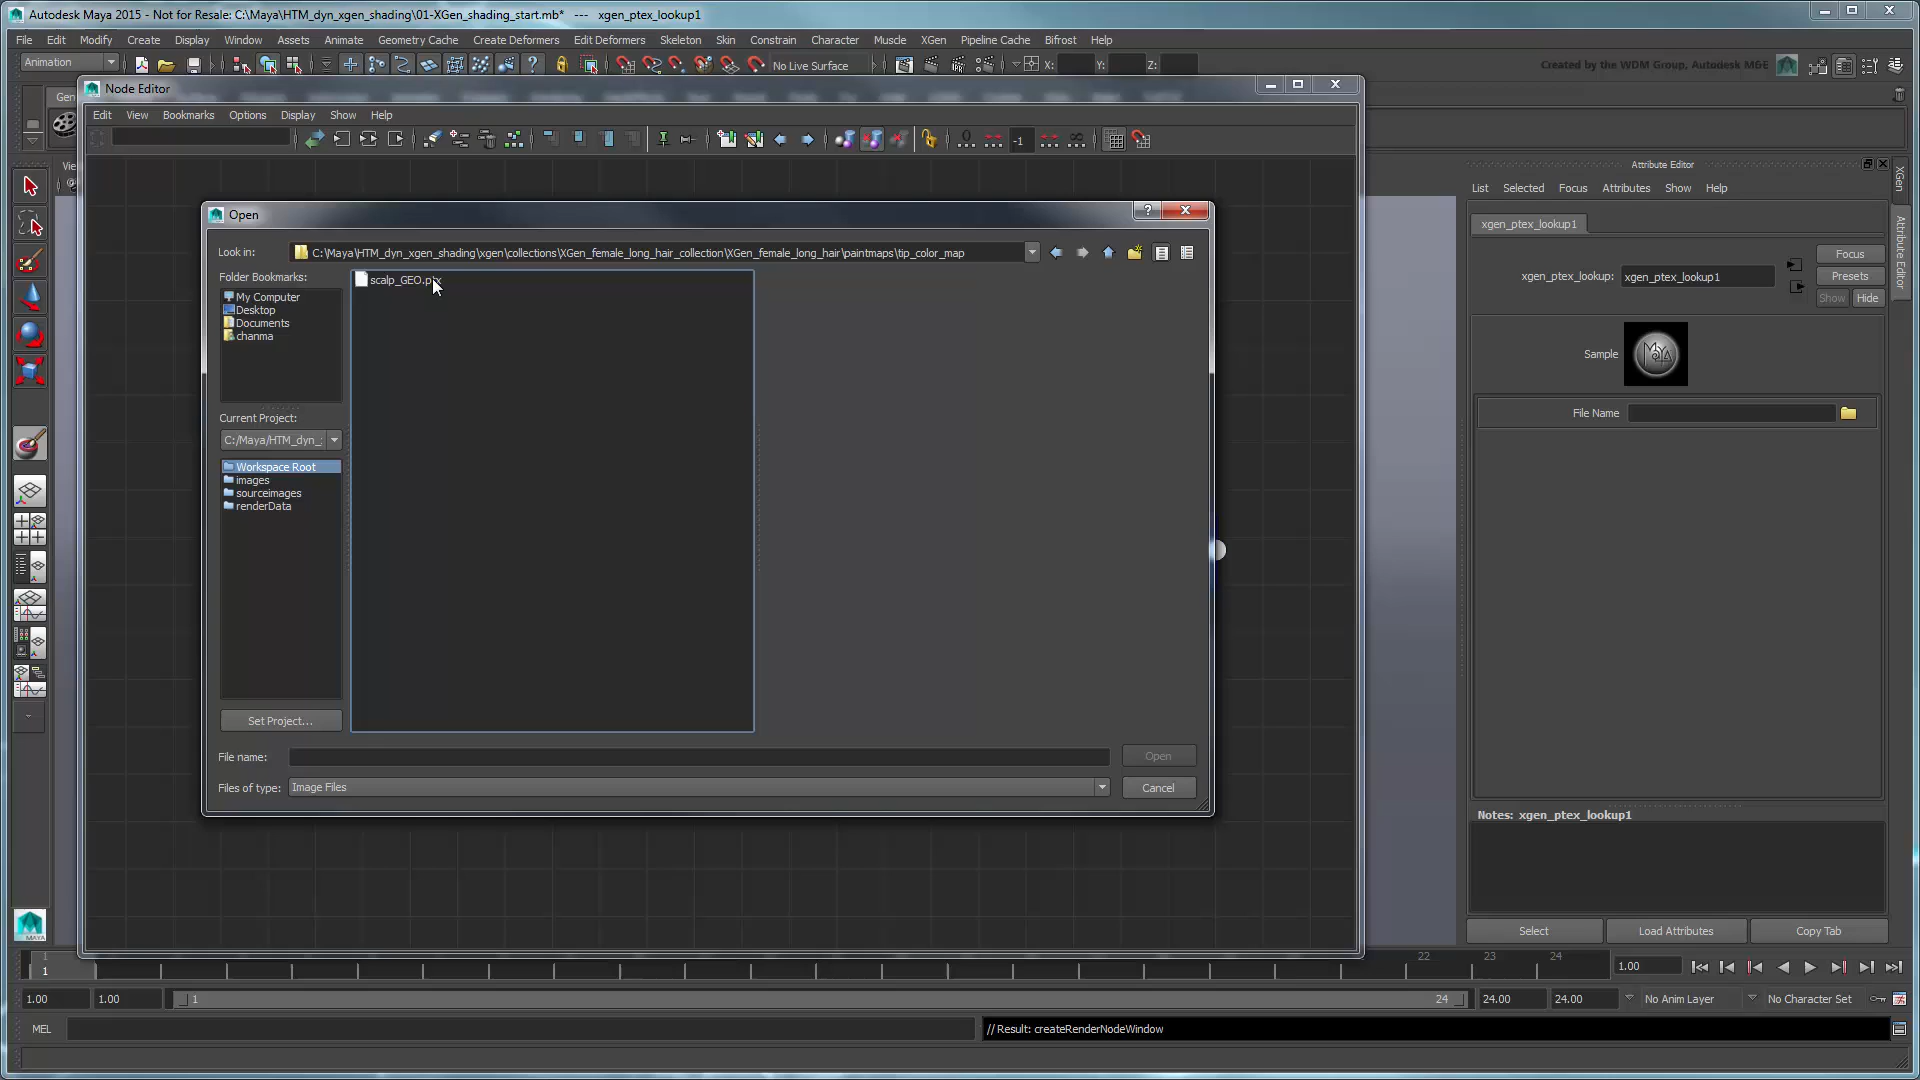 Autodesk Maya 2015 - Not for Resale: C:\Maya\HTM_dyn_xgen_shading\01-XGen_shading_start.mb* --- xgen_ptex_lookup1
File Edit Modify Create Display Window Assets Animate Geometry Cache Create Deformers Edit Deformers Skeleton Skin Constrain Character Muscle XGen Pipeline Cache Bifrost Help
Animation No Live Surface X: Y: Z: Created by the WDM Group, Autodesk M&E
Node Editor
Edit View Bookmarks Options Show Help
-1
Attribute Editor
List Selected Focus Attributes Show Help
XGen
Attribute Editor
xgen_ptex_lookup1
xgen_ptex_lookup: xgen_ptex_lookup1
Focus
Presets
Show Hide
Sample
File Name
Open
Look in: C:\Maya\HTM_dyn_xgen_shading\xgen\collections\XGen_female_long_hair_collection\XGen_female_long_hair\paintmaps\tip_color_map
Folder Bookmarks:
My Computer
Desktop
Documents
chanma
Current Project:
C:/Maya/HTM_dyn_
Workspace Root
images
sourceimages
renderData
Set Project...
File name: Open
Files of type: Image Files Cancel
Notes: xgen_ptex_lookup1
Select Load Attributes Copy Tab
MAYA
1 22 23 24
1 1.00
1.00 1.00 1 24 24.00 24.00 No Anim Layer No Character Set
MEL // Result: createRenderNodeWindow